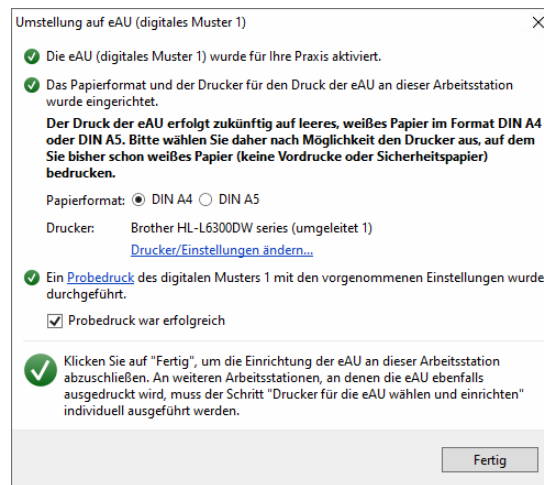 Umstellung auf eAU (digitales Muster 1)
Die eAU (digitales Muster 1) wurde für Ihre Praxis aktiviert.
Das Papierformat und der Drucker für den Druck der eAU an dieser Arbeitsstation
wurde eingerichtet.
Der Druck der eAU erfolgt zukünftig auf leeres, weißes Papier im Format DIN A4
oder DIN A5. Bitte wählen Sie daher nach Möglichkeit den Drucker aus, auf dem
Sie bisher schon weißes Papier (keine Vordrucke oder Sicherheitspapier)
bedrucken.
Papierformat: DIN A4 DIN A5
Drucker: Brother HL-L6300DW series (umgeleitet 1)
Drucker/Einstellungen ändern...
Ein Probedruck des digitalen Musters 1 mit den vorgenommenen Einstellungen wurde
durchgeführt.
Probedruck war erfolgreich
Klicken Sie auf "Fertig", um die Einrichtung der eAU an dieser Arbeitsstation
abzuschließen. An weiteren Arbeitsstationen, an denen die eAU ebenfalls
ausgedruckt wird, muss der Schritt "Drucker für die eAU wählen und einrichten"
individuell ausgeführt werden.
Fertig